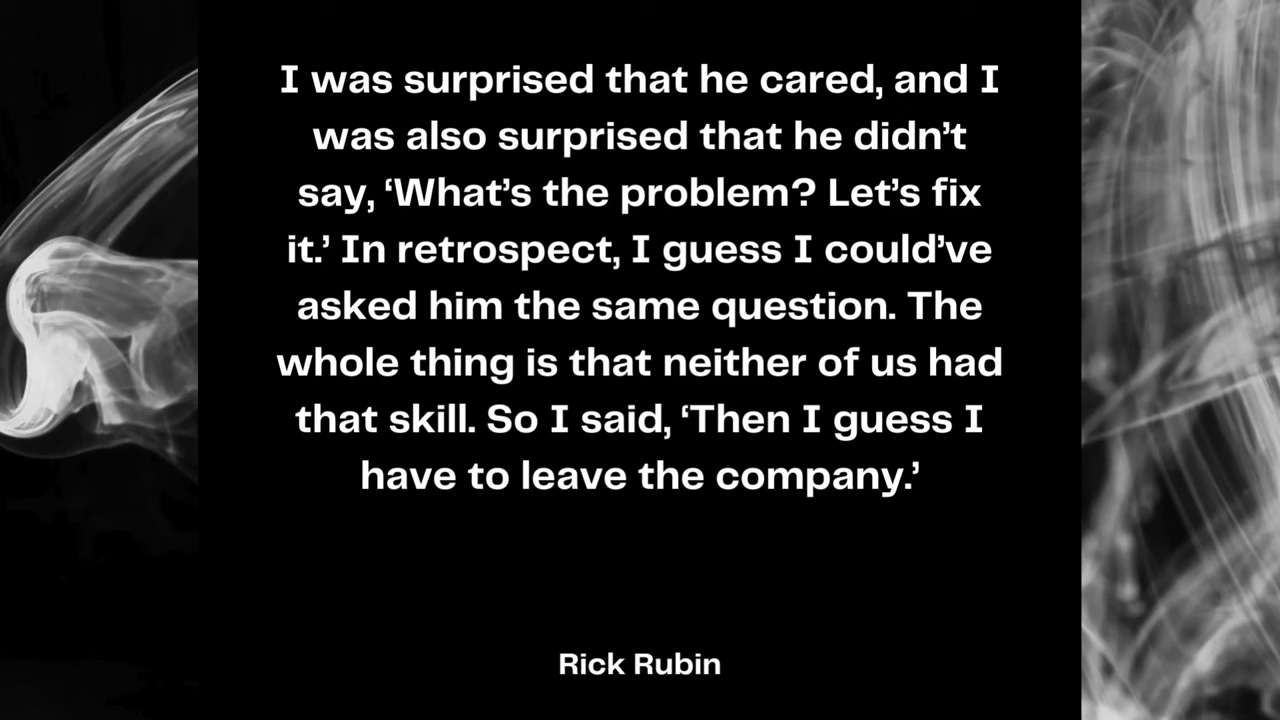 I was surprised that he cared, and I
was also surprised that he didn’t
say, ‘What’s the problem? Let’s fix
it.’ In retrospect, I guess I could’ve
asked him the same question. The
whole thing is that neither of us had
that skill. So I said, ‘Then I guess I
have to leave the company.’
Rick Rubin